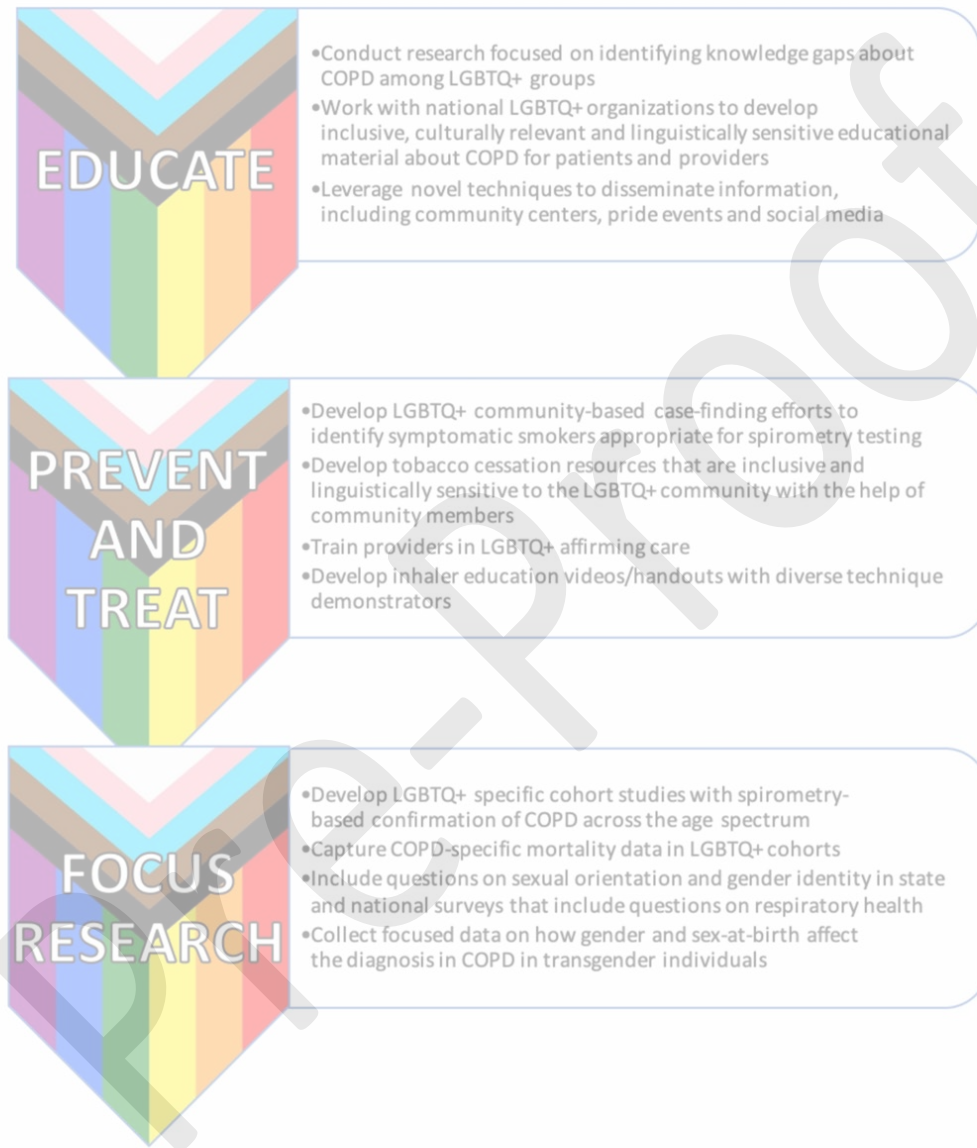 EDUCATE
•Conduct research focused on identifying knowledge gaps about
COPD among LGBTQ+ groups
•Work with national LGBTQ+ organizations to develop
inclusive, culturally relevant and linguistically sensitive educational
material about COPD for patients and providers
•Leverage novel techniques to disseminate information,
including community centers, pride events and social media
PREVENT
AND
TREAT
•Develop LGBTQ+ community-based case-finding efforts to
identify symptomatic smokers appropriate for spirometry testing
•Develop tobacco cessation resources that are inclusive and
linguistically sensitive to the LGBTQ+ community with the help of
community members
•Train providers in LGBTQ+ affirming care
•Develop inhaler education videos/handouts with diverse technique
demonstrators
FOCUS
RESEARCH
•Develop LGBTQ+ specific cohort studies with spirometry-
based confirmation of COPD across the age spectrum
•Capture COPD-specific mortality data in LGBTQ+ cohorts
•Include questions on sexual orientation and gender identity in state
and national surveys that include questions on respiratory health
•Collect focused data on how gender and sex-at-birth affect
the diagnosis in COPD in transgender individuals
Pre-Proof